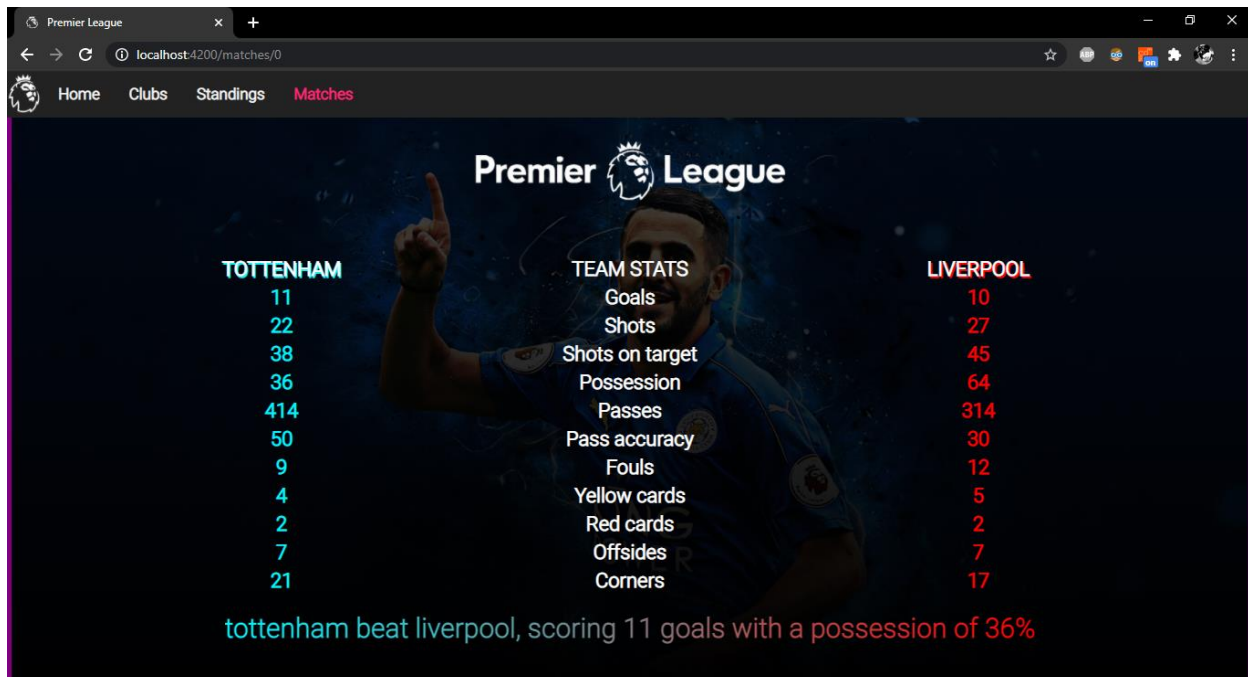 Premier League
localhost:4200/matches/0
on
Home Clubs Standings Matches
Premier League
TOTTENHAM TEAM STATS LIVERPOOL
11 Goals 10
22 Shots 27
38 Shots on target 45
36 Possession 64
414 Passes 314
50 Pass accuracy 30
9 Fouls 12
4 Yellow cards 5
2 Red cards 2
7 Offsides 7
21 Corners 17
tottenham beat liverpool, scoring 11 goals with a possession of 36%